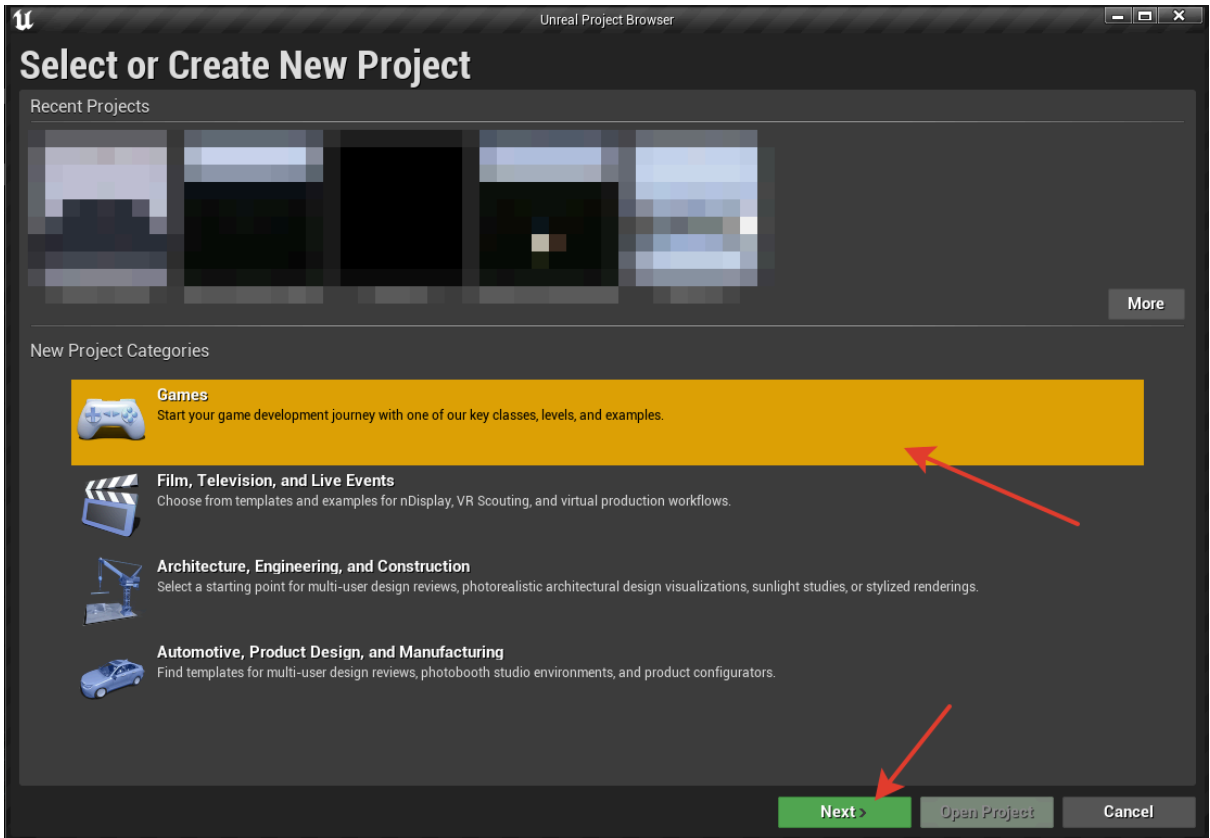 Unreal Project Browser
Select or Create New Project
Recent Projects
More
New Project Categories
Games
Start your game development journey with one of our key classes, levels, and examples.
Film, Television, and Live Events
Choose from templates and examples for nDisplay, VR Scouting, and virtual production workflows.
Architecture, Engineering, and Construction
Select a starting point for multi-user design reviews, photorealistic architectural design visualizations, sunlight studies, or stylized renderings.
Automotive, Product Design, and Manufacturing
Find templates for multi-user design reviews, photobooth studio environments, and product configurators.
Next >
Open Project
Cancel